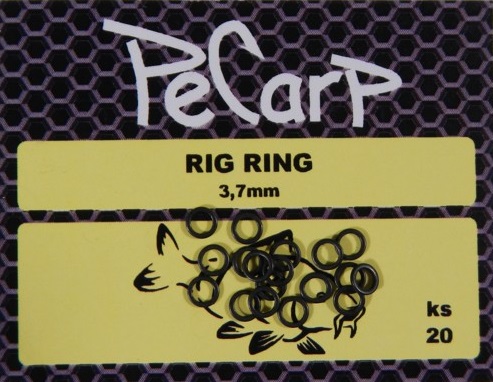 PeCarP
RIG RING
3,7mm
ks
20